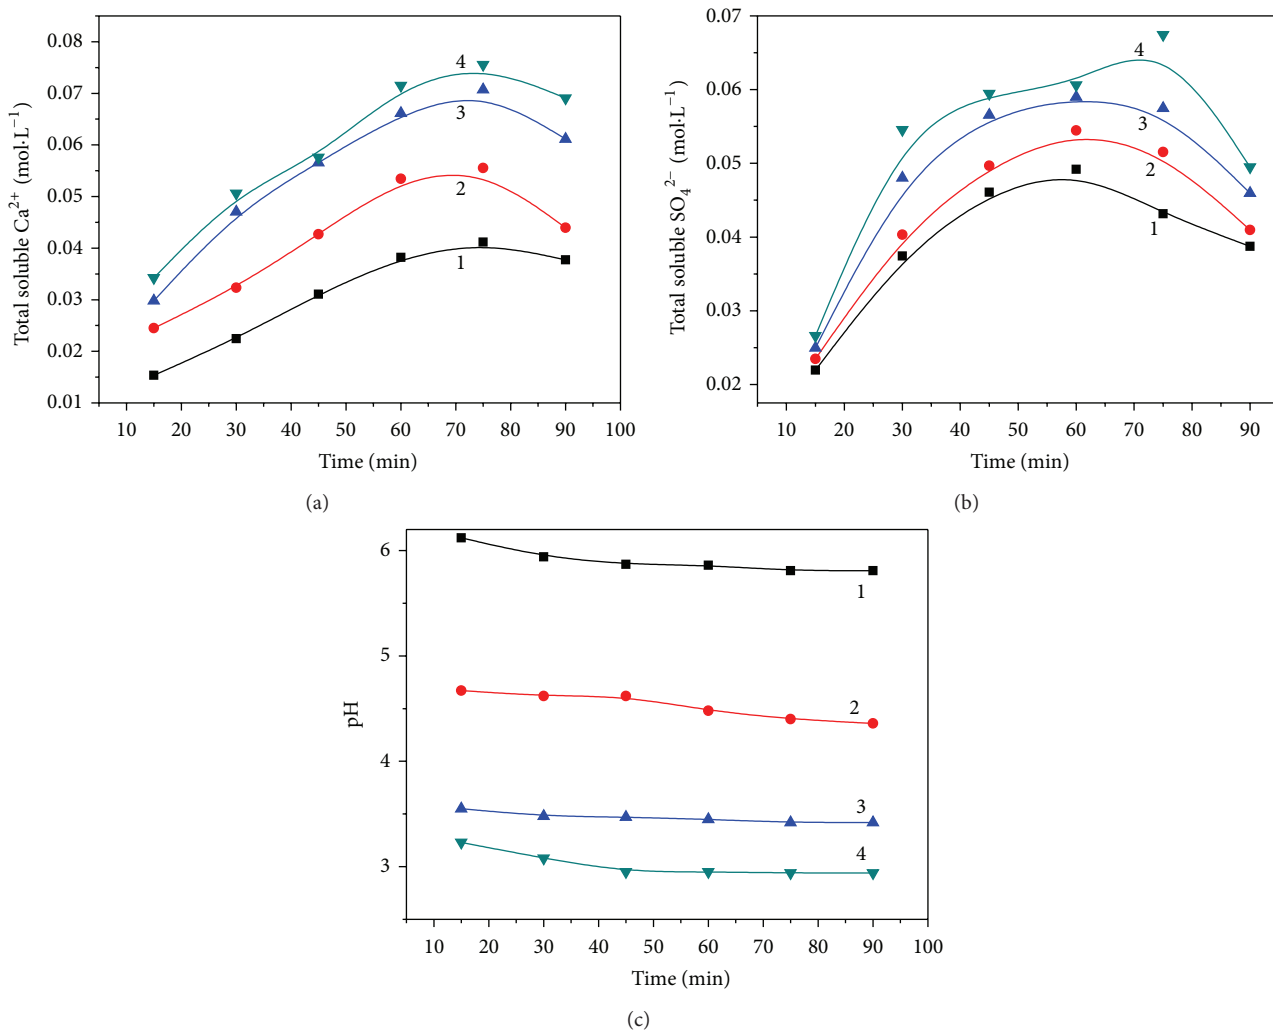 0.08
0.07
0.06
0.05
0.04
0.03
0.02
0.01
Total soluble Ca²⁺ (mol·L⁻¹)
4
3
2
1
10 20 30 40 50 60 70 80 90 100
Time (min)
(a)
0.07
0.06
0.05
0.04
0.03
0.02
Total soluble SO₄²⁻ (mol·L⁻¹)
4
3
2
1
10 20 30 40 50 60 70 80 90
Time (min)
(b)
6
5
4
3
pH
1
2
3
4
10 20 30 40 50 60 70 80 90 100
Time (min)
(c)